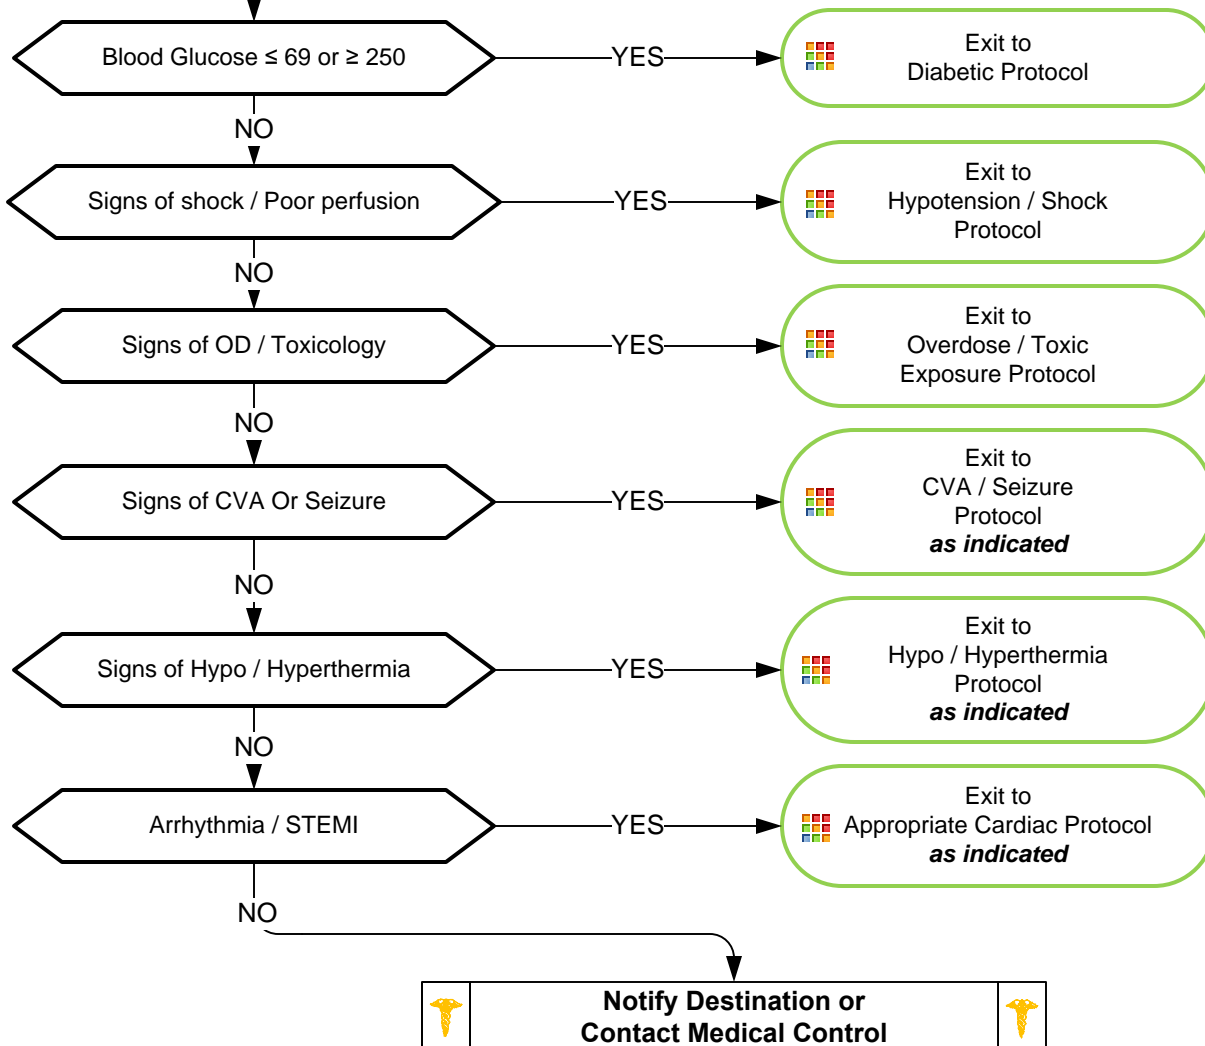 Blood Glucose ≤ 69 or ≥ 250
YES
Exit to
Diabetic Protocol
NO
Signs of shock / Poor perfusion
YES
Exit to
Hypotension / Shock
Protocol
NO
Signs of OD / Toxicology
YES
Exit to
Overdose / Toxic
Exposure Protocol
NO
Signs of CVA Or Seizure
YES
Exit to
CVA / Seizure
Protocol
as indicated
NO
Signs of Hypo / Hyperthermia
YES
Exit to
Hypo / Hyperthermia
Protocol
as indicated
NO
Arrhythmia / STEMI
YES
Exit to
Appropriate Cardiac Protocol
as indicated
NO
Notify Destination or
Contact Medical Control